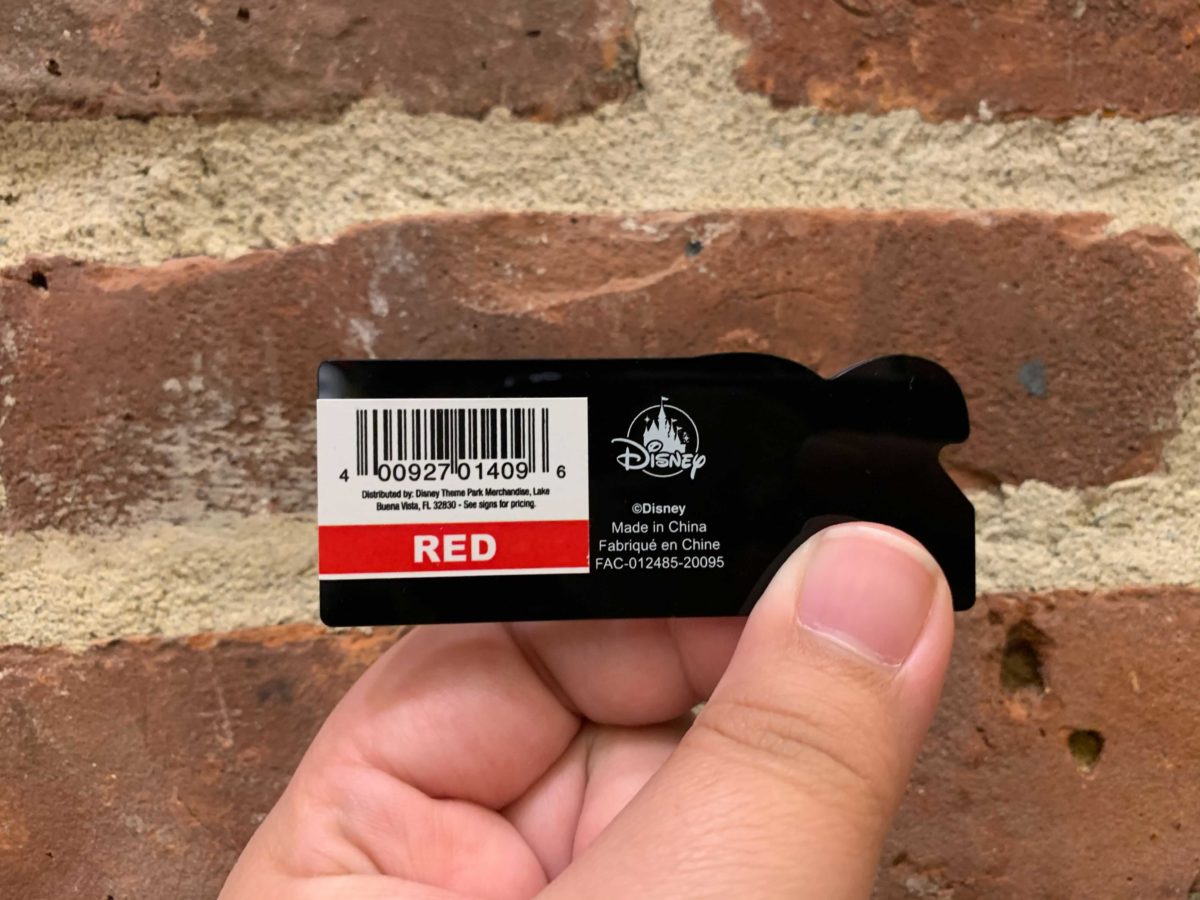 4 00927 01409 6
Distributed by: Disney Theme Park Merchandise, Lake
Buena Vista, FL 32830 - See signs for pricing.
RED
Disney
©Disney
Made in China
Fabriqué en Chine
FAC-012485-20095